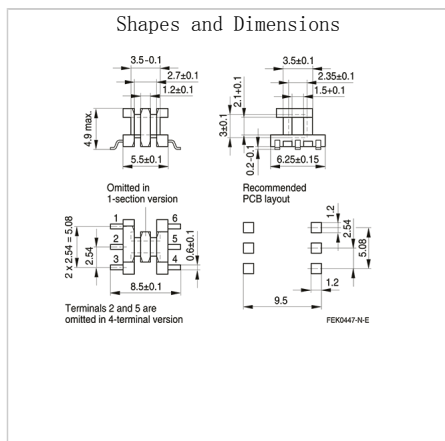 Shapes and Dimensions
3.5-0.1
2.7±0.1
1.2±0.1
4.9 max.
5.5±0.1
3.5±0.1
2.35±0.1
1.5+0.1
2.1+0.1
3±0.1
0.2-0.1
6.25±0.15
Omitted in
1-section version
Recommended
PCB layout
1 6
2 5
3 4
2 x 2.54 = 5.08
2.54
0.6±0.1
8.5±0.1
1.2
2.54
5.08
1.2
9.5
Terminals 2 and 5 are
omitted in 4-terminal version
FEK0447-N-E